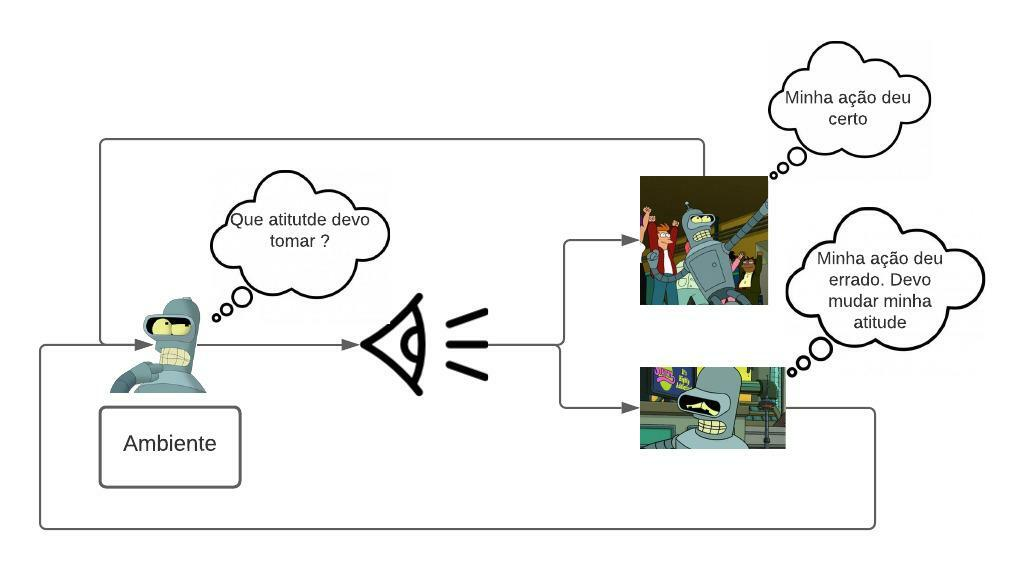 Minha ação deu
certo
Que atitutde devo
tomar ?
Minha ação deu
errado. Devo
mudar minha
atitude
Ambiente